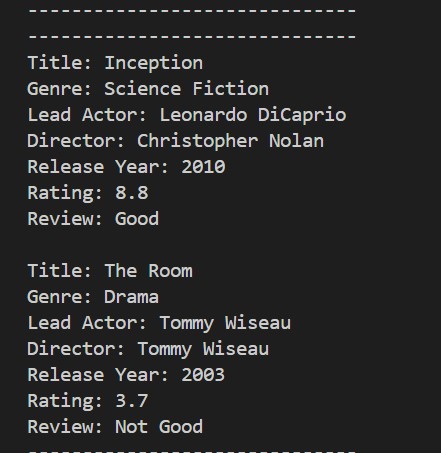 ------------------------------
------------------------------
Title: Inception
Genre: Science Fiction
Lead Actor: Leonardo DiCaprio
Director: Christopher Nolan
Release Year: 2010
Rating: 8.8
Review: Good
Title: The Room
Genre: Drama
Lead Actor: Tommy Wiseau
Director: Tommy Wiseau
Release Year: 2003
Rating: 3.7
Review: Not Good
------------------------------